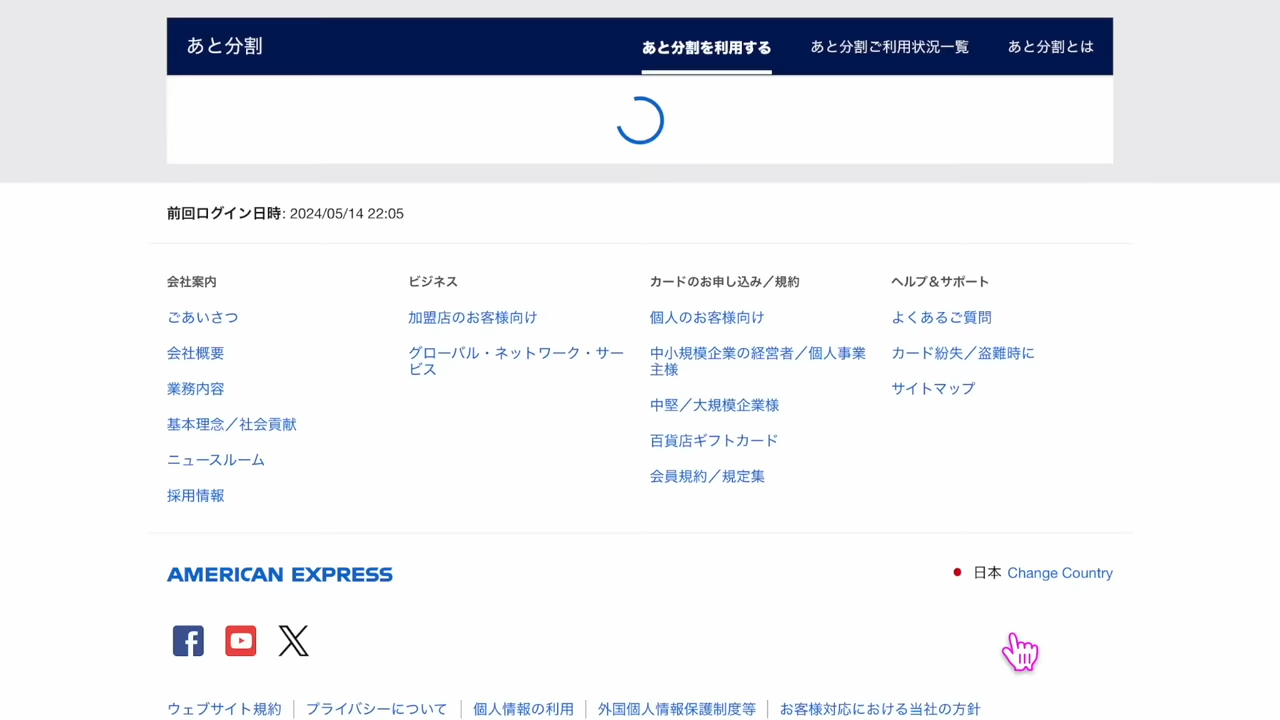 あと分割
あと分割を利用する
あと分割ご利用状況一覧
あと分割とは
前回ログイン日時: 2024/05/14 22:05
会社案内
ごあいさつ
会社概要
業務内容
基本理念／社会貢献
ニュースルーム
採用情報
ビジネス
加盟店のお客様向け
グローバル・ネットワーク・サー
ビス
カードのお申し込み／規約
個人のお客様向け
中小規模企業の経営者／個人事業
主様
中堅／大規模企業様
百貨店ギフトカード
会員規約／規定集
ヘルプ＆サポート
よくあるご質問
カード紛失／盗難時に
サイトマップ
AMERICAN EXPRESS
日本 Change Country
ウェブサイト規約
プライバシーについて
個人情報の利用
外国個人情報保護制度等
お客様対応における当社の方針